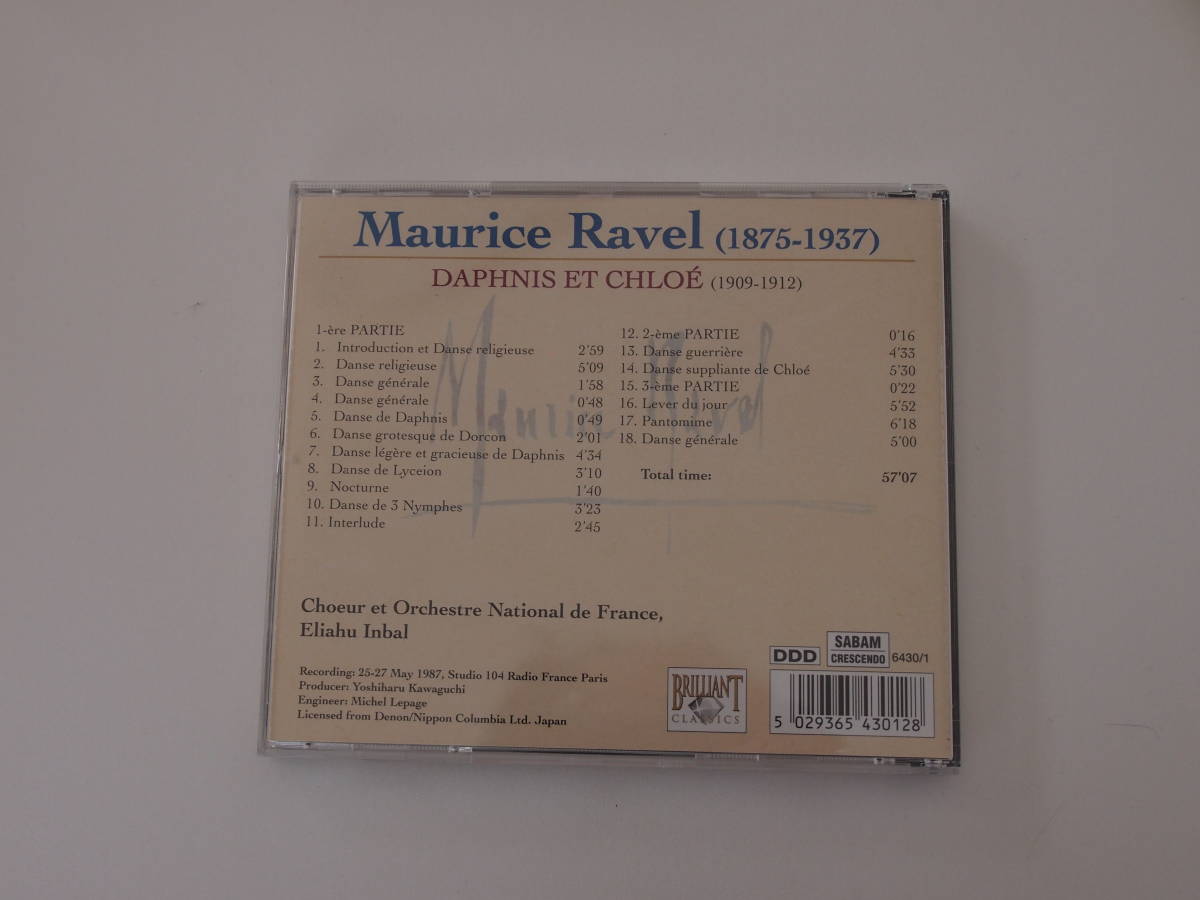 Maurice Ravel (1875-1937)
DAPHNIS ET CHLOÉ (1909-1912)
1-ère PARTIE
1. Introduction et Danse religieuse 2'59
2. Danse religieuse 5'09
3. Danse générale 1'58
4. Danse générale 0'48
5. Danse de Daphnis 0'49
6. Danse grotesque de Dorcon 2'01
7. Danse légère et gracieuse de Daphnis 4'34
8. Danse de Lyceion 3'10
9. Nocturne 1'40
10. Danse de 3 Nymphes 3'23
11. Interlude 2'45
12. 2-ème PARTIE 0'16
13. Danse guerrière 4'33
14. Danse suppliante de Chloé 5'30
15. 3-ème PARTIE 0'22
16. Lever du jour 5'52
17. Pantomime 6'18
18. Danse générale 5'00
Total time: 57'07
Maurice Ravel
Choeur et Orchestre National de France,
Eliahu Inbal
Recording: 25-27 May 1987, Studio 104 Radio France Paris
Producer: Yoshiharu Kawaguchi
Engineer: Michel Lepage
Licensed from Denon/Nippon Columbia Ltd. Japan
BRILLIANT
CLASSICS
DDD
SABAM
CRESCENDO
6430/1
5 029365 430128